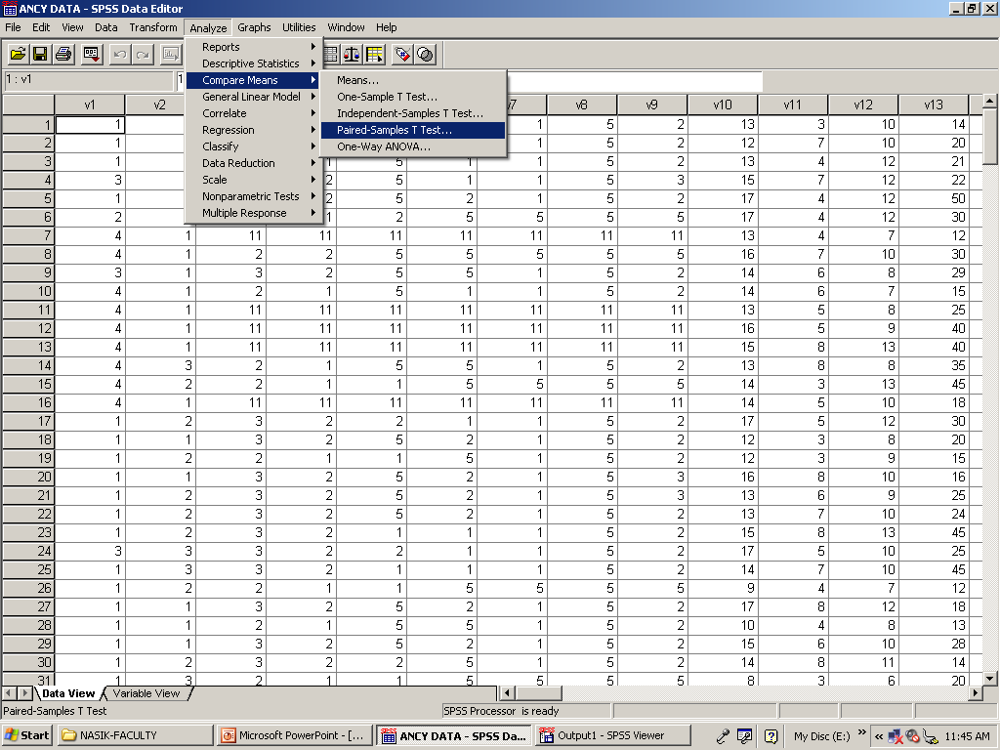 ANCY DATA - SPSS Data Editor
File Edit View Data Transform Analyze Graphs Utilities Window Help
1 : v1 1
Reports
Descriptive Statistics
Compare Means
General Linear Model
Correlate
Regression
Classify
Data Reduction
Scale
Nonparametric Tests
Multiple Response
Means...
One-Sample T Test...
Independent-Samples T Test...
Paired-Samples T Test...
One-Way ANOVA...
v1 v2 v7 v8 v9 v10 v11 v12 v13
1 1 1 5 2 13 3 10 14
2 1 1 5 2 12 7 10 20
3 1 1 5 2 13 4 12 21
4 3 2 5 1 1 5 3 15 7 12 22
5 1 2 5 2 1 5 2 17 4 12 50
6 2 1 2 5 5 5 5 17 4 12 30
7 4 1 11 11 11 11 11 11 11 13 4 7 12
8 4 1 2 2 5 5 5 5 5 16 7 10 30
9 3 1 3 2 5 5 1 5 2 14 6 8 29
10 4 1 2 1 5 1 1 5 2 14 6 7 15
11 4 1 11 11 11 11 11 11 11 13 5 8 25
12 4 1 11 11 11 11 11 11 11 16 5 9 40
13 4 1 11 11 11 11 11 11 11 15 8 13 40
14 4 3 2 1 5 5 1 5 2 13 8 8 35
15 4 2 2 1 1 5 5 5 5 14 3 13 45
16 4 1 11 11 11 11 11 11 11 14 5 10 18
17 1 2 3 2 2 1 1 5 2 17 5 12 30
18 1 1 3 2 5 2 1 5 2 12 3 8 20
19 1 2 2 1 1 5 1 5 2 12 3 9 15
20 1 1 3 2 5 2 1 5 3 16 8 10 16
21 1 2 3 2 5 2 1 5 3 13 6 9 25
22 1 2 3 2 5 2 1 5 2 13 7 10 24
23 1 2 3 2 1 1 1 5 2 15 8 13 45
24 3 3 3 2 2 1 1 5 2 17 5 10 25
25 1 3 3 2 1 1 1 5 2 14 7 10 45
26 1 2 2 1 1 5 5 5 5 9 4 7 12
27 1 1 3 2 5 2 1 5 2 17 8 12 18
28 1 1 2 1 5 5 1 5 2 10 4 8 13
29 1 1 3 2 5 2 1 5 2 15 6 10 28
30 1 2 3 2 2 5 1 5 2 14 8 11 14
31 1 3 2 1 1 5 5 5 5 8 3 6 20
Data View Variable View
Paired-Samples T Test SPSS Processor is ready
Start NASIK-FACULTY Microsoft PowerPoint - [... ANCY DATA - SPSS Da... Output1 - SPSS Viewer My Disc (E:) » « 11:45 AM